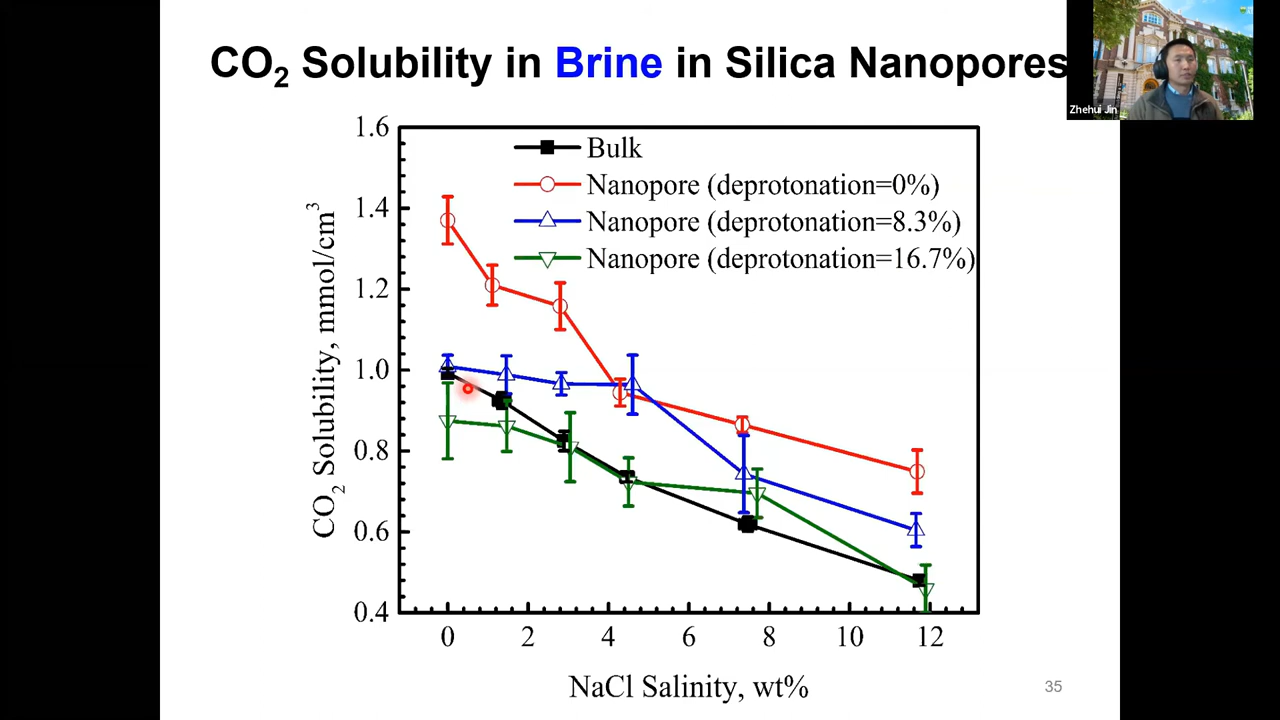 CO2 Solubility in Brine in Silica Nanopores
Zhehui Jin
1.6
1.4
1.2
1.0
0.8
0.6
0.4
CO2 Solubility, mmol/cm3
Bulk
Nanopore (deprotonation=0%)
Nanopore (deprotonation=8.3%)
Nanopore (deprotonation=16.7%)
0 2 4 6 8 10 12
NaCl Salinity, wt%
35